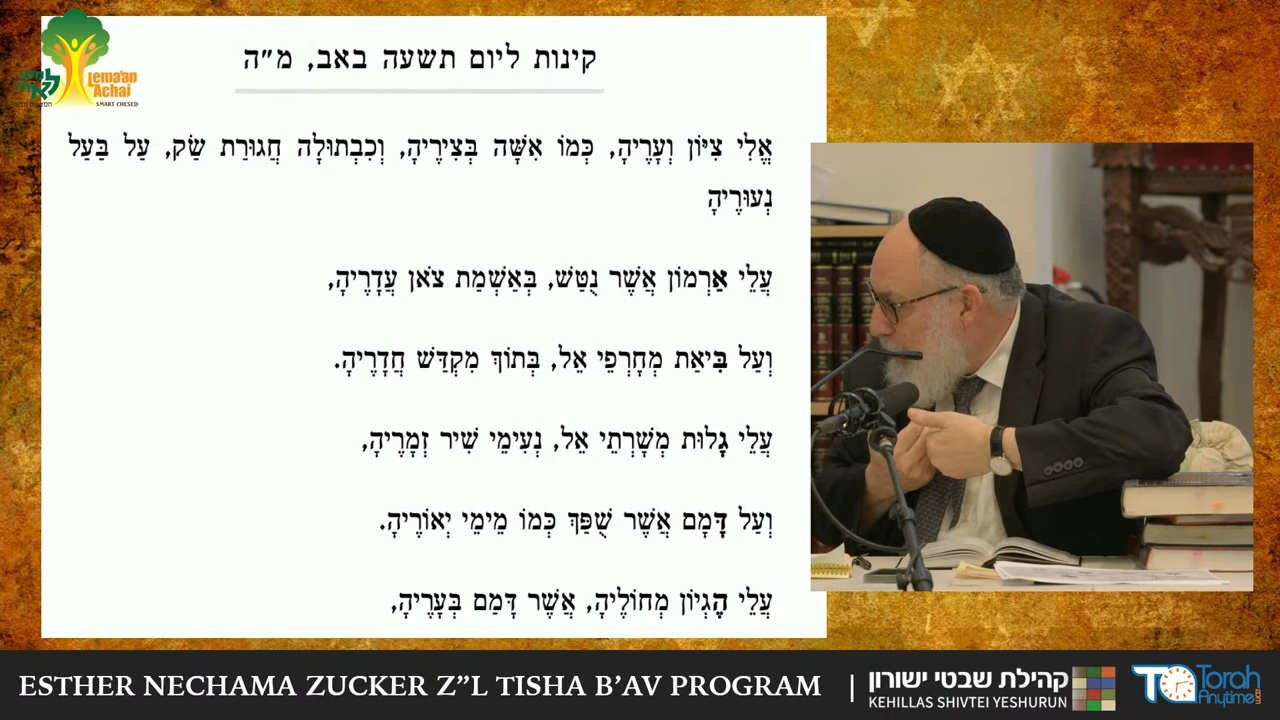 קינות ליום תשעה באב, מ״ה
אֱלִי צִיּוֹן וְעָרֶיהָ, כְּמוֹ אִשָּׁה בְּצִירֶיהָ, וְכִבְתוּלָה חֲגוּרַת שַׂק, עַל בַּעַל
נְעוּרֶיהָ
עֲלֵי אַרְמוֹן אֲשֶׁר נֻטַּשׁ, בְּאַשְׁמַת צֹאן עֲדָרֶיהָ,
וְעַל בִּיאַת מְחָרְפֵי אֵל, בְּתוֹךְ מִקְדַּשׁ חֲדָרֶיהָ.
עֲלֵי גָלוּת מְשָׁרְתֵי אֵל, נְעִימֵי שִׁיר זְמָרֶיהָ,
וְעַל דָּמָם אֲשֶׁר שֻׁפַּךְ כְּמוֹ מֵימֵי יְאוֹרֶיהָ.
עֲלֵי הֶגְיוֹן מְחוֹלֶיהָ, אֲשֶׁר דָּמַם בְּעָרֶיהָ,
Lema'an
Achai
SMART CHESED
ESTHER NECHAMA ZUCKER Z”L TISHA B’AV PROGRAM
קהילת שבטי ישורון
KEHILLAS SHIVTEI YESHURUN
Torah
Anytime.com